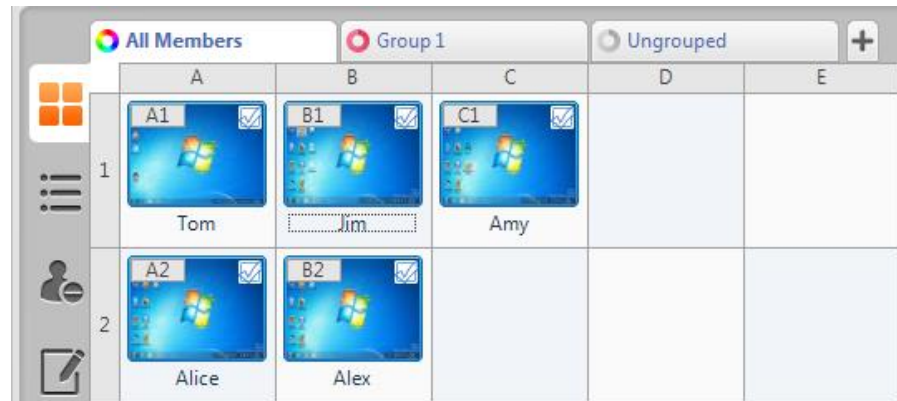 All Members Group 1 Ungrouped +
A B C D E
A1 B1 C1
1
Tom Jim Amy
A2 B2
2
Alice Alex